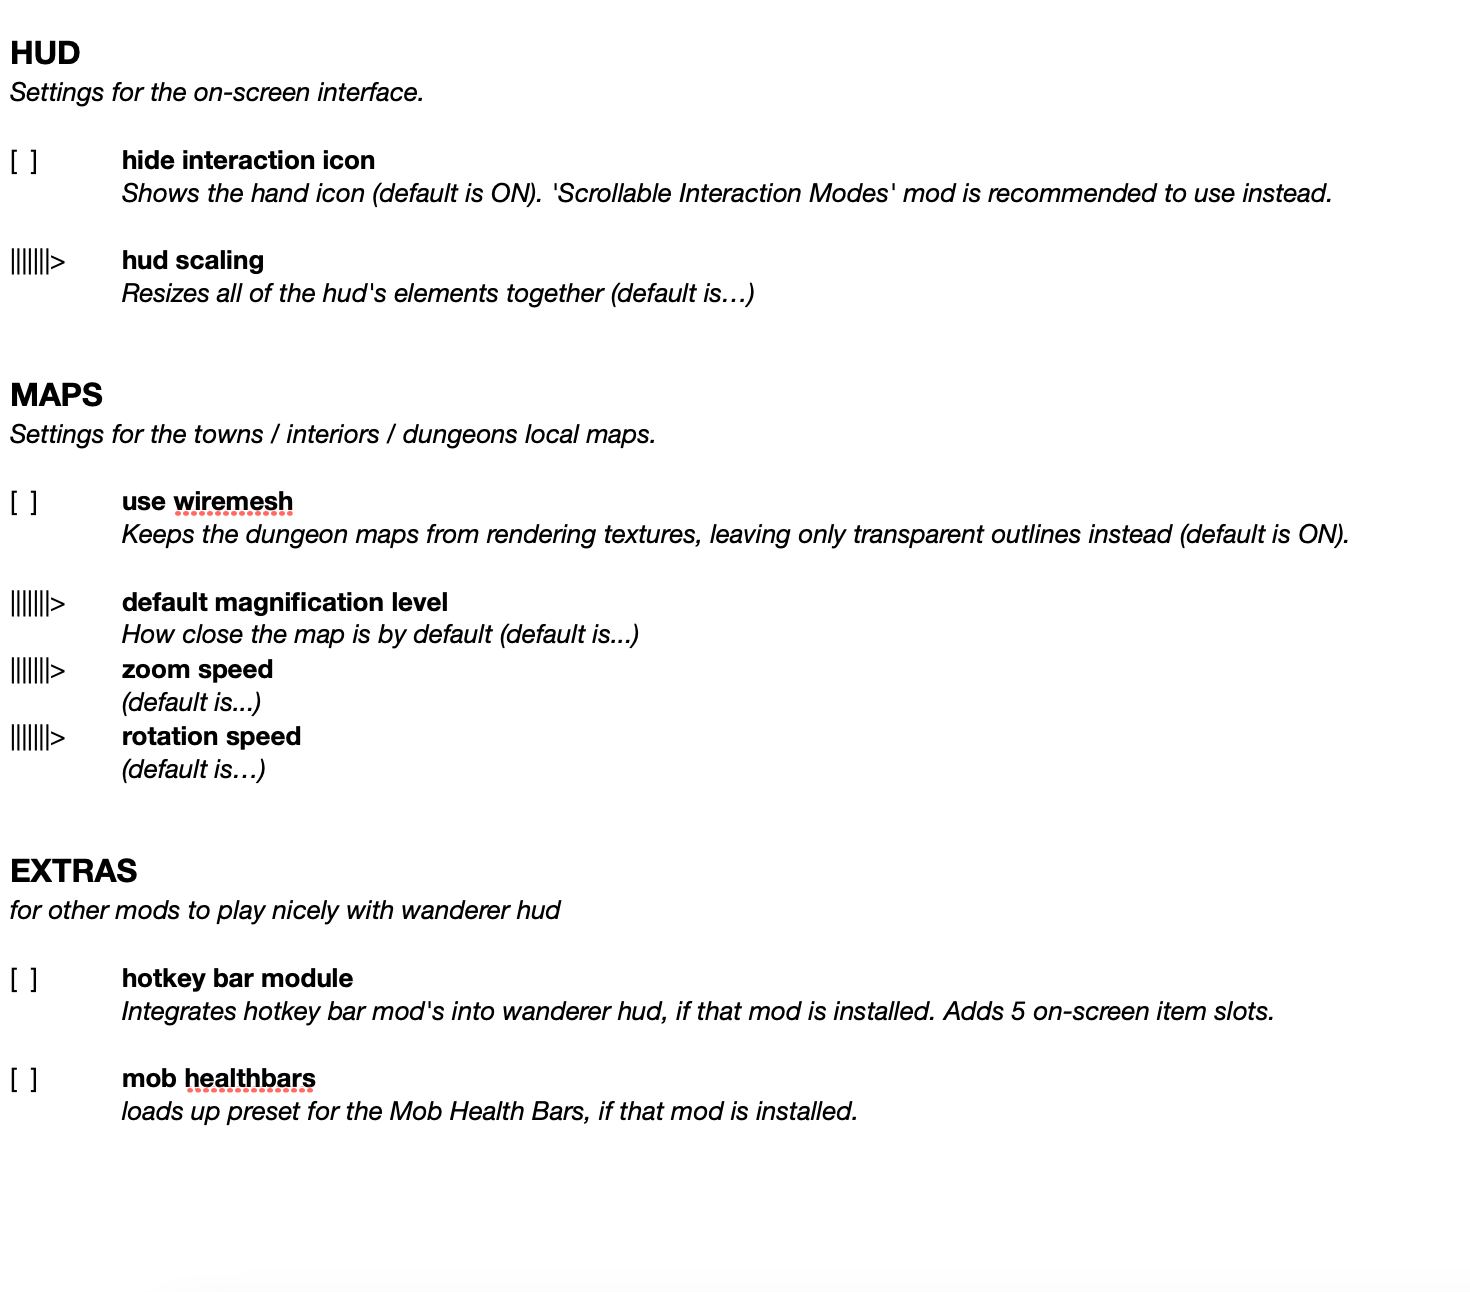 HUD
Settings for the on-screen interface.
[ ] hide interaction icon
Shows the hand icon (default is ON). 'Scrollable Interaction Modes' mod is recommended to use instead.
|||||||> hud scaling
Resizes all of the hud's elements together (default is…)
MAPS
Settings for the towns / interiors / dungeons local maps.
[ ] use wiremesh
Keeps the dungeon maps from rendering textures, leaving only transparent outlines instead (default is ON).
|||||||> default magnification level
How close the map is by default (default is...)
|||||||> zoom speed
(default is...)
|||||||> rotation speed
(default is…)
EXTRAS
for other mods to play nicely with wanderer hud
[ ] hotkey bar module
Integrates hotkey bar mod's into wanderer hud, if that mod is installed. Adds 5 on-screen item slots.
[ ] mob healthbars
loads up preset for the Mob Health Bars, if that mod is installed.